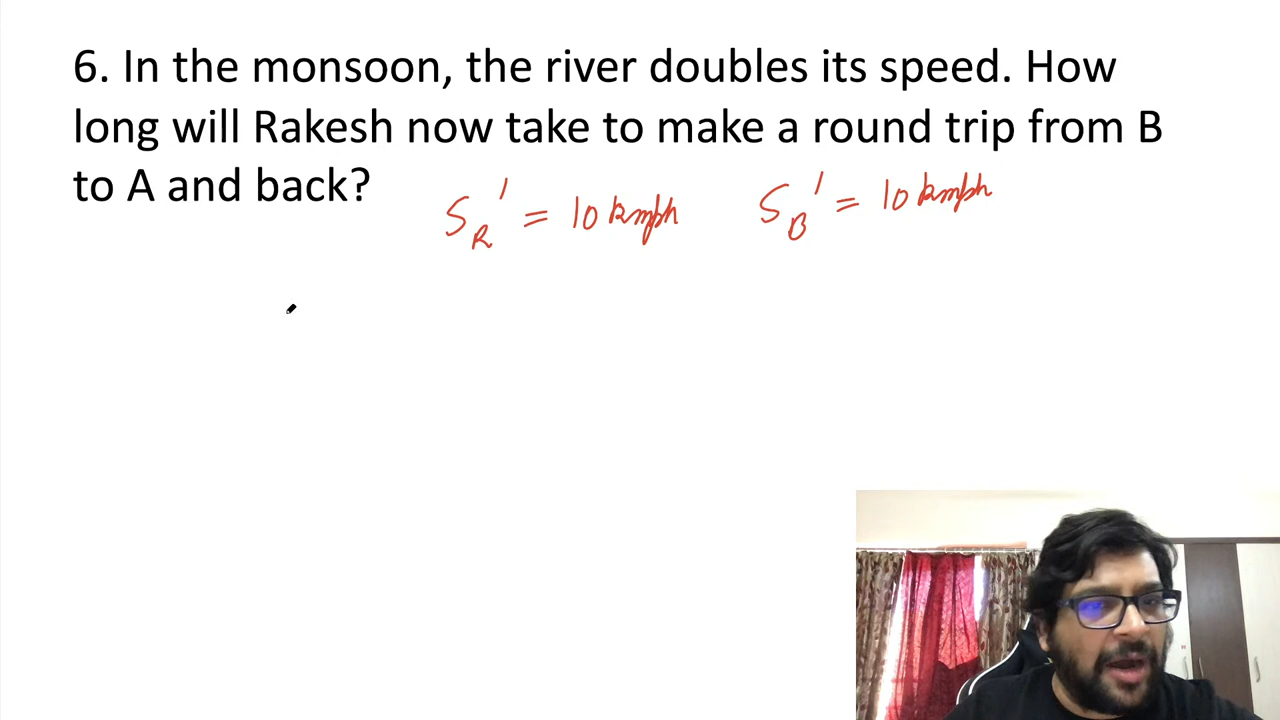 6. In the monsoon, the river doubles its speed. How
long will Rakesh now take to make a round trip from B
to A and back?
S_R' = 10 kmph S_B' = 10 kmph